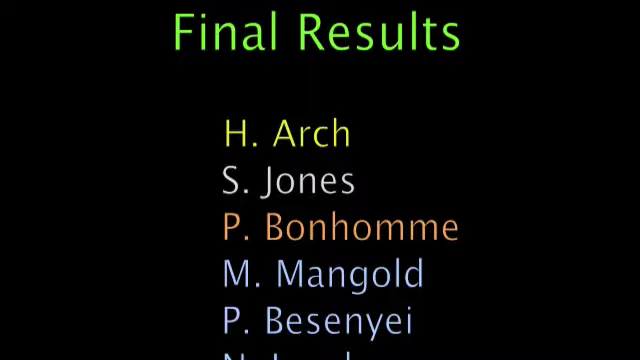 Final Results
H. Arch
S. Jones
P. Bonhomme
M. Mangold
P. Besenyei